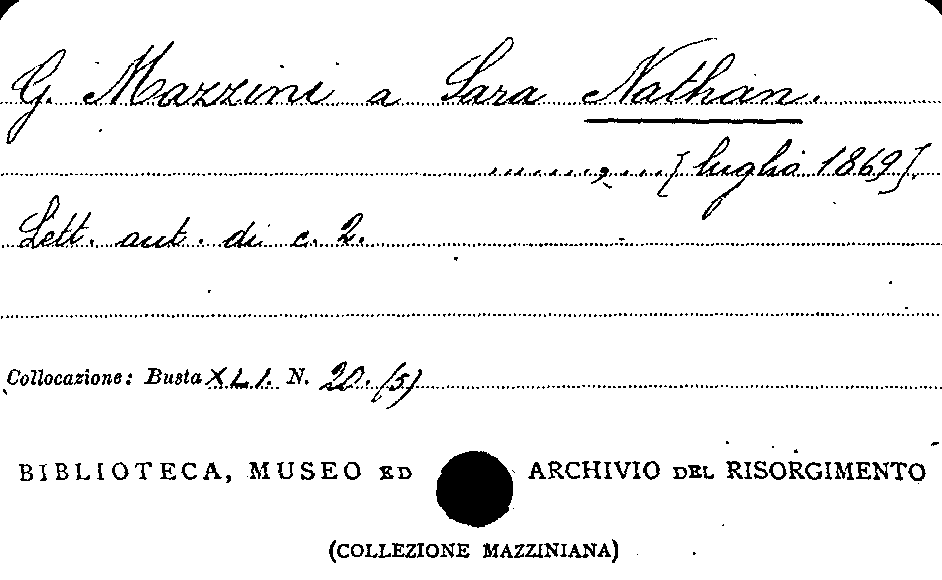 G. Mazzini a Sara Nathan.
........, ....[luglio 1869].
Lett. aut. di c. 2.
Collocazione: Busta XLI. N. 20. (5)
BIBLIOTECA, MUSEO ED ARCHIVIO DEL RISORGIMENTO
(COLLEZIONE MAZZINIANA)